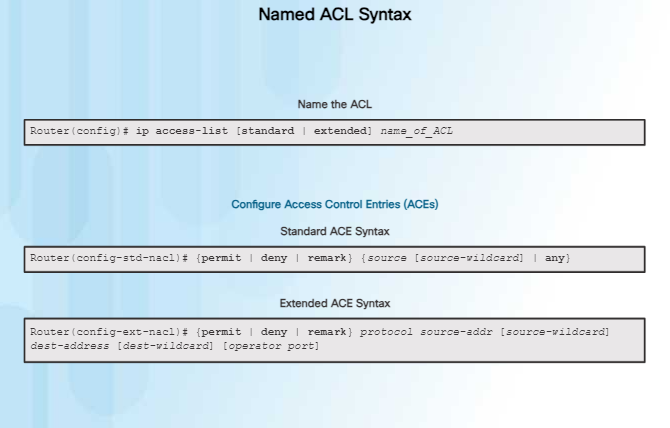 Named ACL Syntax
Name the ACL
Router(config)# ip access-list [standard | extended] name_of_ACL
Configure Access Control Entries (ACEs)
Standard ACE Syntax
Router(config-std-nacl)# {permit | deny | remark} {source [source-wildcard] | any}
Extended ACE Syntax
Router(config-ext-nacl)# {permit | deny | remark} protocol source-addr [source-wildcard]
dest-address [dest-wildcard] [operator port]